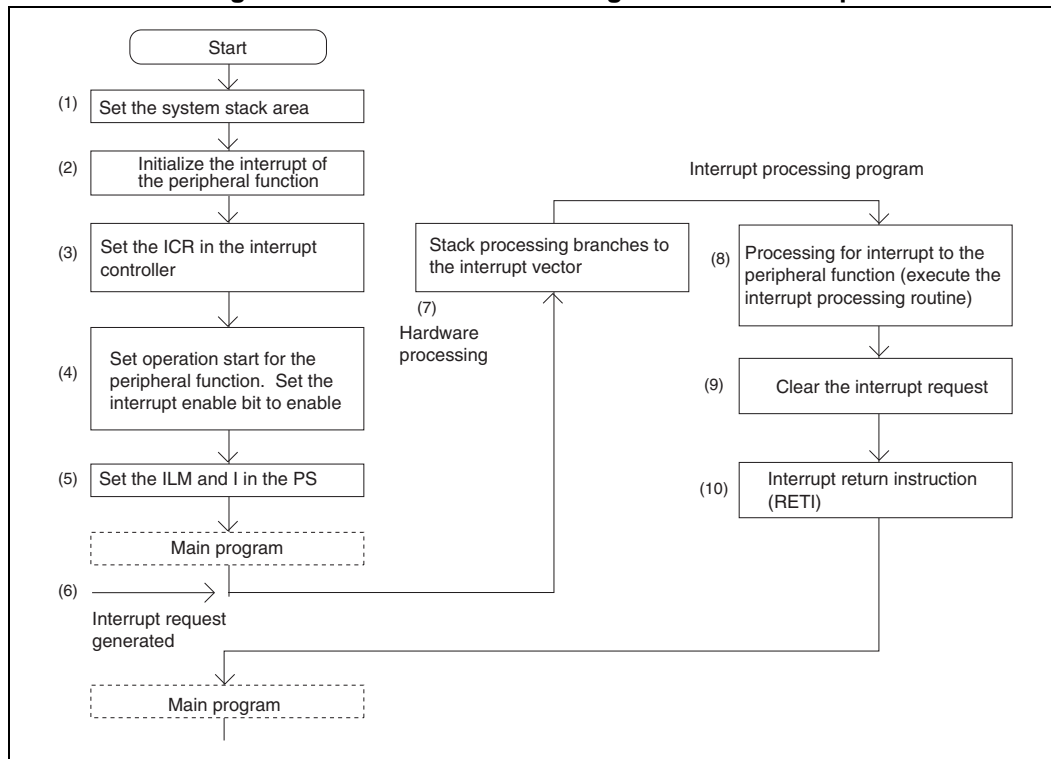 Start
(1)
Set the system stack area
(2)
Initialize the interrupt of
the peripheral function
(3)
Set the ICR in the interrupt
controller
(4)
Set operation start for the
peripheral function. Set the
interrupt enable bit to enable
(5)
Set the ILM and I in the PS
Main program
(6)
Interrupt request
generated
Stack processing branches to
the interrupt vector
(7)
Hardware
processing
Interrupt processing program
(8)
Processing for interrupt to the
peripheral function (execute the
interrupt processing routine)
(9)
Clear the interrupt request
(10)
Interrupt return instruction
(RETI)
Main program